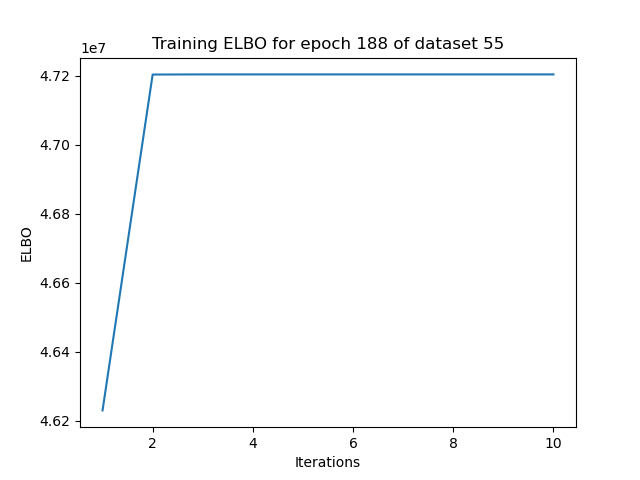 Training ELBO for epoch 188 of dataset 55
1e7
4.72
4.70
4.68
4.66
4.64
4.62
ELBO
2 4 6 8 10
Iterations